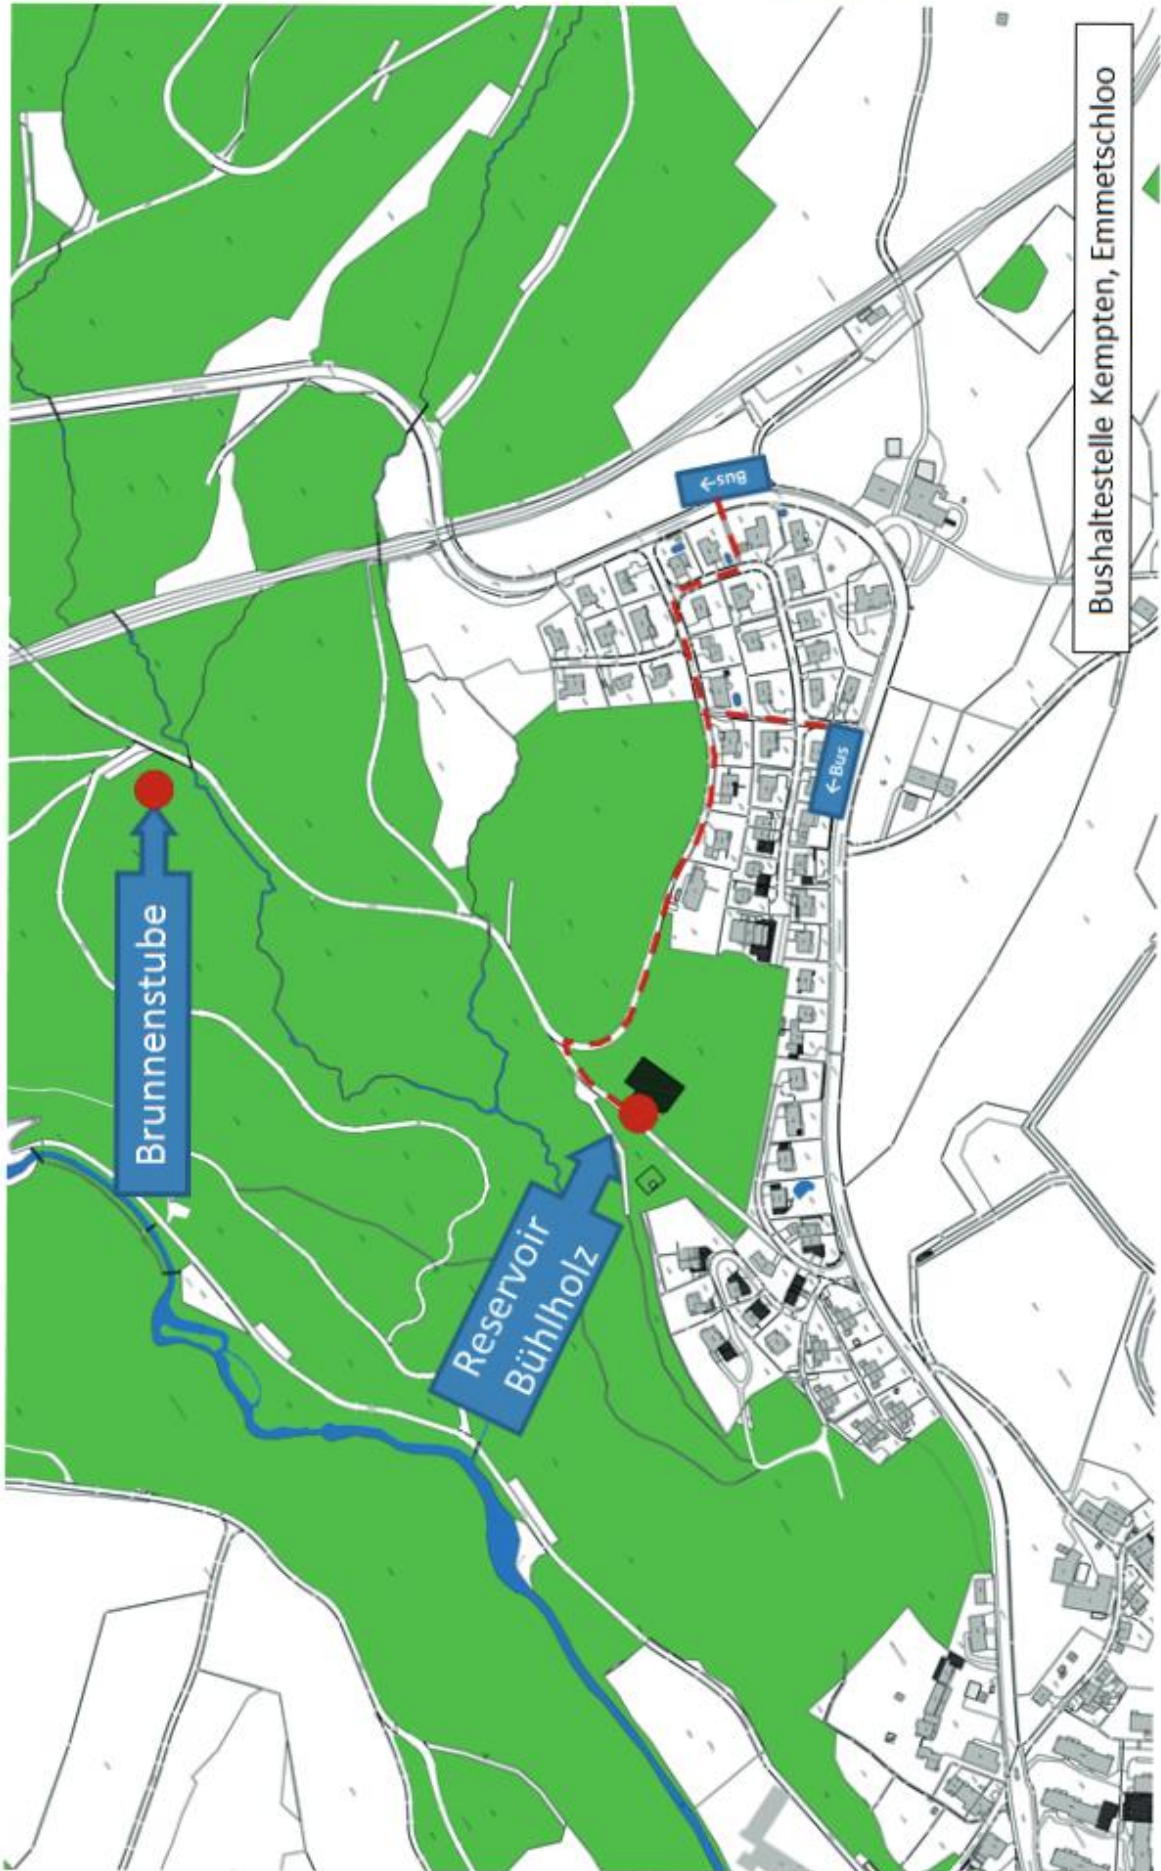 Brunnenstube
Reservoir
Bühlholz
←Bus
←Bus
Bushaltestelle Kempten, Emmetschloo